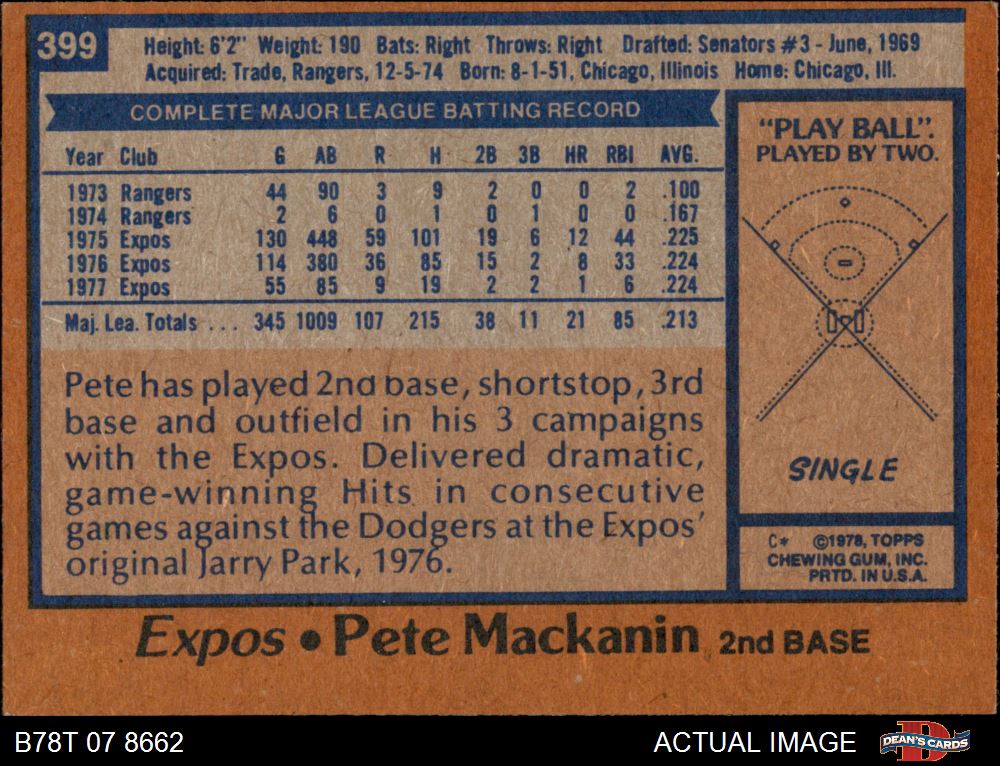 399
Height: 6'2" Weight: 190 Bats: Right Throws: Right Drafted: Senators #3 - June, 1969
Acquired: Trade, Rangers, 12-5-74 Born: 8-1-51, Chicago, Illinois Home: Chicago, Ill.
COMPLETE MAJOR LEAGUE BATTING RECORD
Year Club G AB R H 2B 3B HR RBI AVG.
1973 Rangers 44 90 3 9 2 0 0 2 .100
1974 Rangers 2 6 0 1 0 1 0 0 .167
1975 Expos 130 448 59 101 19 6 12 44 .225
1976 Expos 114 380 36 85 15 2 8 33 .224
1977 Expos 55 85 9 19 2 2 1 6 .224
Maj. Lea. Totals ... 345 1009 107 215 38 11 21 85 .213
Pete has played 2nd base, shortstop, 3rd
base and outfield in his 3 campaigns
with the Expos. Delivered dramatic,
game-winning Hits in consecutive
games against the Dodgers at the Expos'
original Jarry Park, 1976.
"PLAY BALL".
PLAYED BY TWO.
SINGLE
C* ©1978, TOPPS
CHEWING GUM, INC.
PRTD. IN U.S.A.
Expos • Pete Mackanin 2nd BASE
B78T 07 8662
ACTUAL IMAGE
D
DEAN'S CARDS